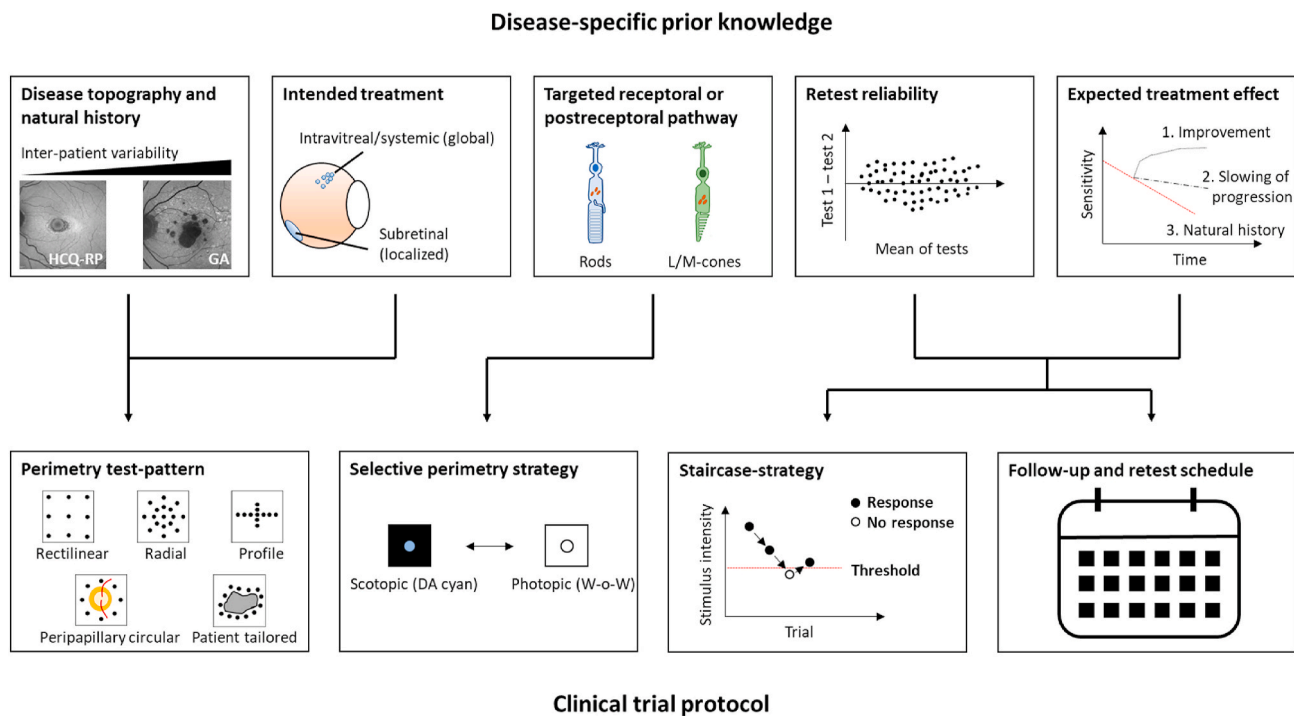 Disease-specific prior knowledge
Disease topography and
natural history
Inter-patient variability
HCQ-RP
GA
Intended treatment
Intravitreal/systemic (global)
Subretinal
(localized)
Targeted receptoral or
postreceptoral pathway
Rods
L/M-cones
Retest reliability
Test 1 – test 2
Mean of tests
Expected treatment effect
Sensitivity
1. Improvement
2. Slowing of
progression
3. Natural history
Time
Perimetry test-pattern
Rectilinear
Radial
Profile
Peripapillary circular
Patient tailored
Selective perimetry strategy
Scotopic (DA cyan)
Photopic (W-o-W)
Staircase-strategy
Stimulus intensity
Response
No response
Threshold
Trial
Follow-up and retest schedule
Clinical trial protocol